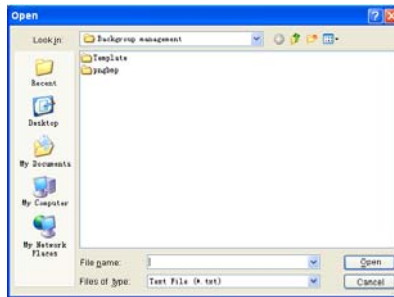 Open
Look in:
Backgroup management
Template
pngbmp
Recent
Desktop
My Documents
My Computer
My Network
Places
File name:
Open
Files of type:
Text File (*.txt)
Cancel